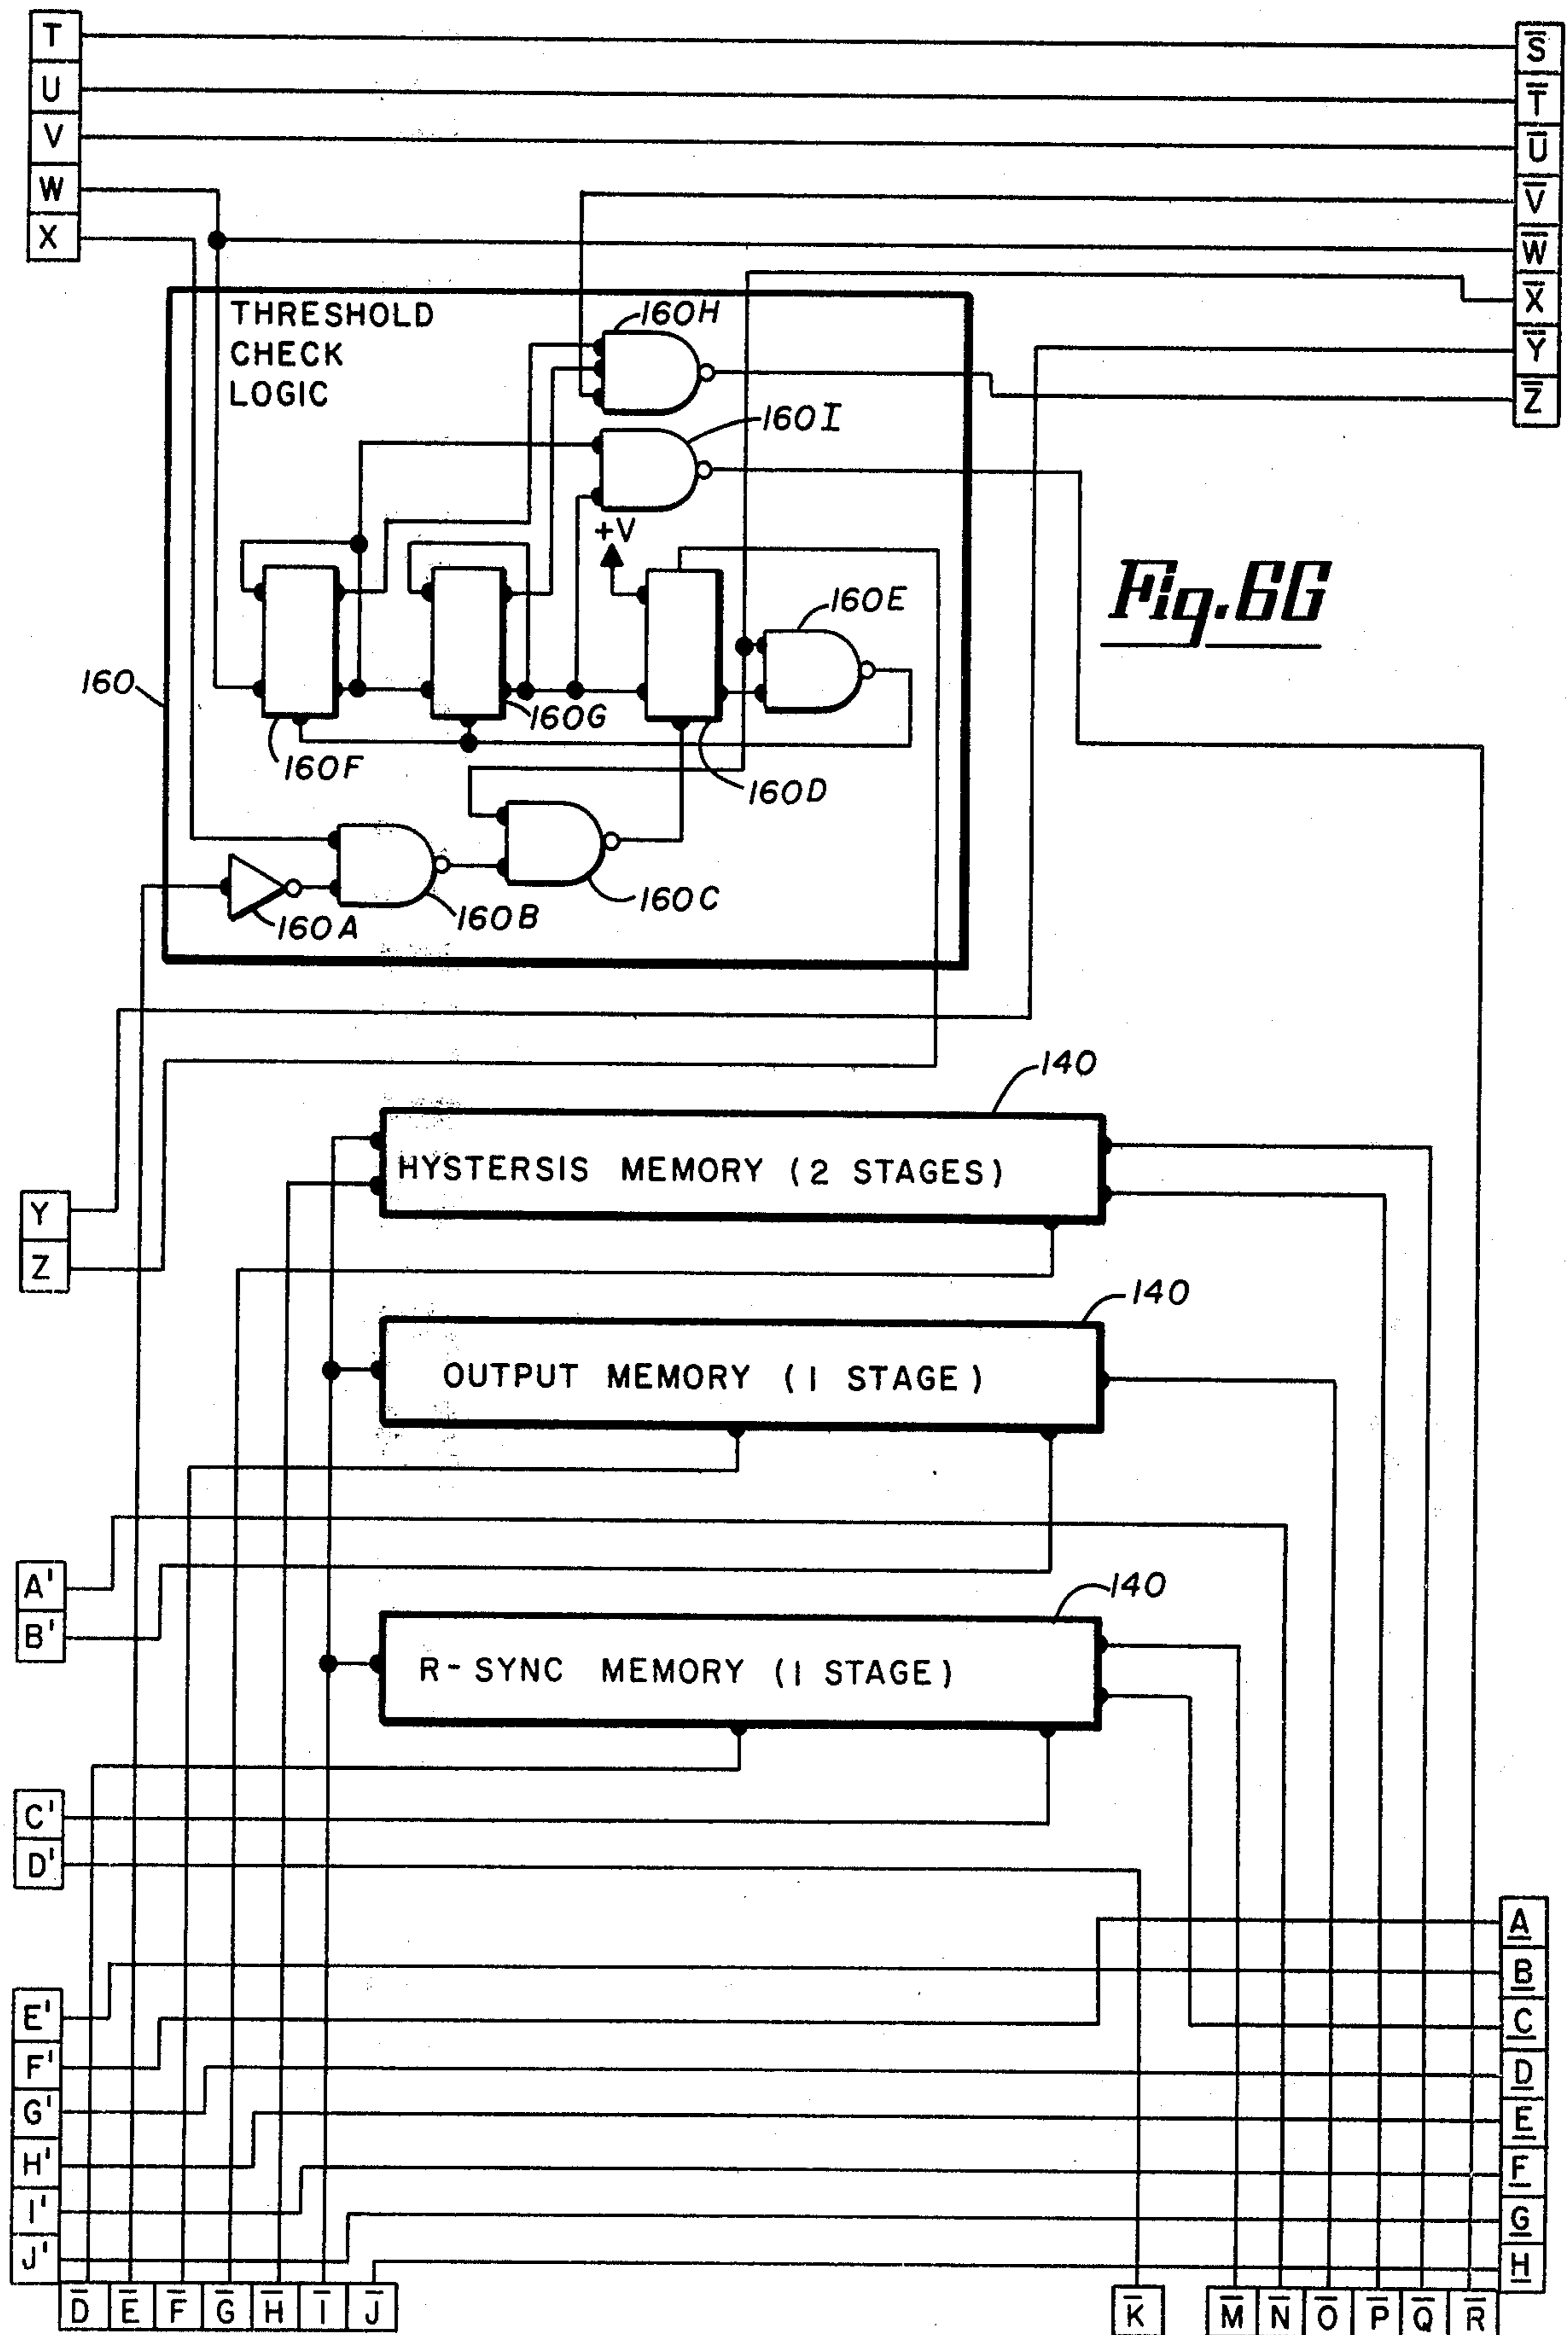 T
U
V
W
X
S̅
T̅
U̅
V̅
W̅
X̅
Y̅
Z̅
THRESHOLD
CHECK
LOGIC
160H
160I
+V
160E
Fig. 6G
160
160G
160F
160D
160C
160B
160A
140
HYSTERSIS MEMORY (2 STAGES)
Y
Z
140
OUTPUT MEMORY (1 STAGE)
A'
B'
140
R-SYNC MEMORY (1 STAGE)
C'
D'
E'
F'
G'
H'
I'
J'
A̲
B̲
C̲
D̲
E̲
F̲
G̲
H̲
D̅ E̅ F̅ G̅ H̅ I̅ J̅ K̅ M̅ N̅ O̅ P̅ Q̅ R̅